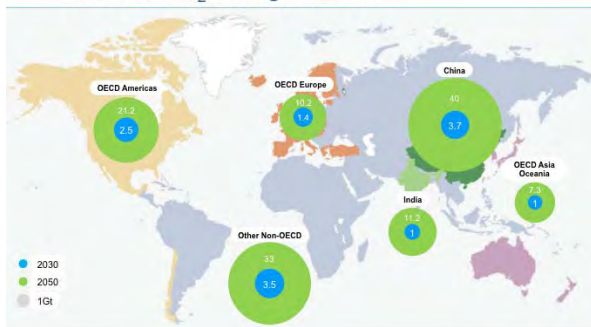 OECD Americas
21.2
2.5
OECD Europe
10.2
1.4
China
40
3.7
OECD Asia
Oceania
7.3
1
India
11.2
1
Other Non-OECD
33
3.5
2030
2050
1Gt